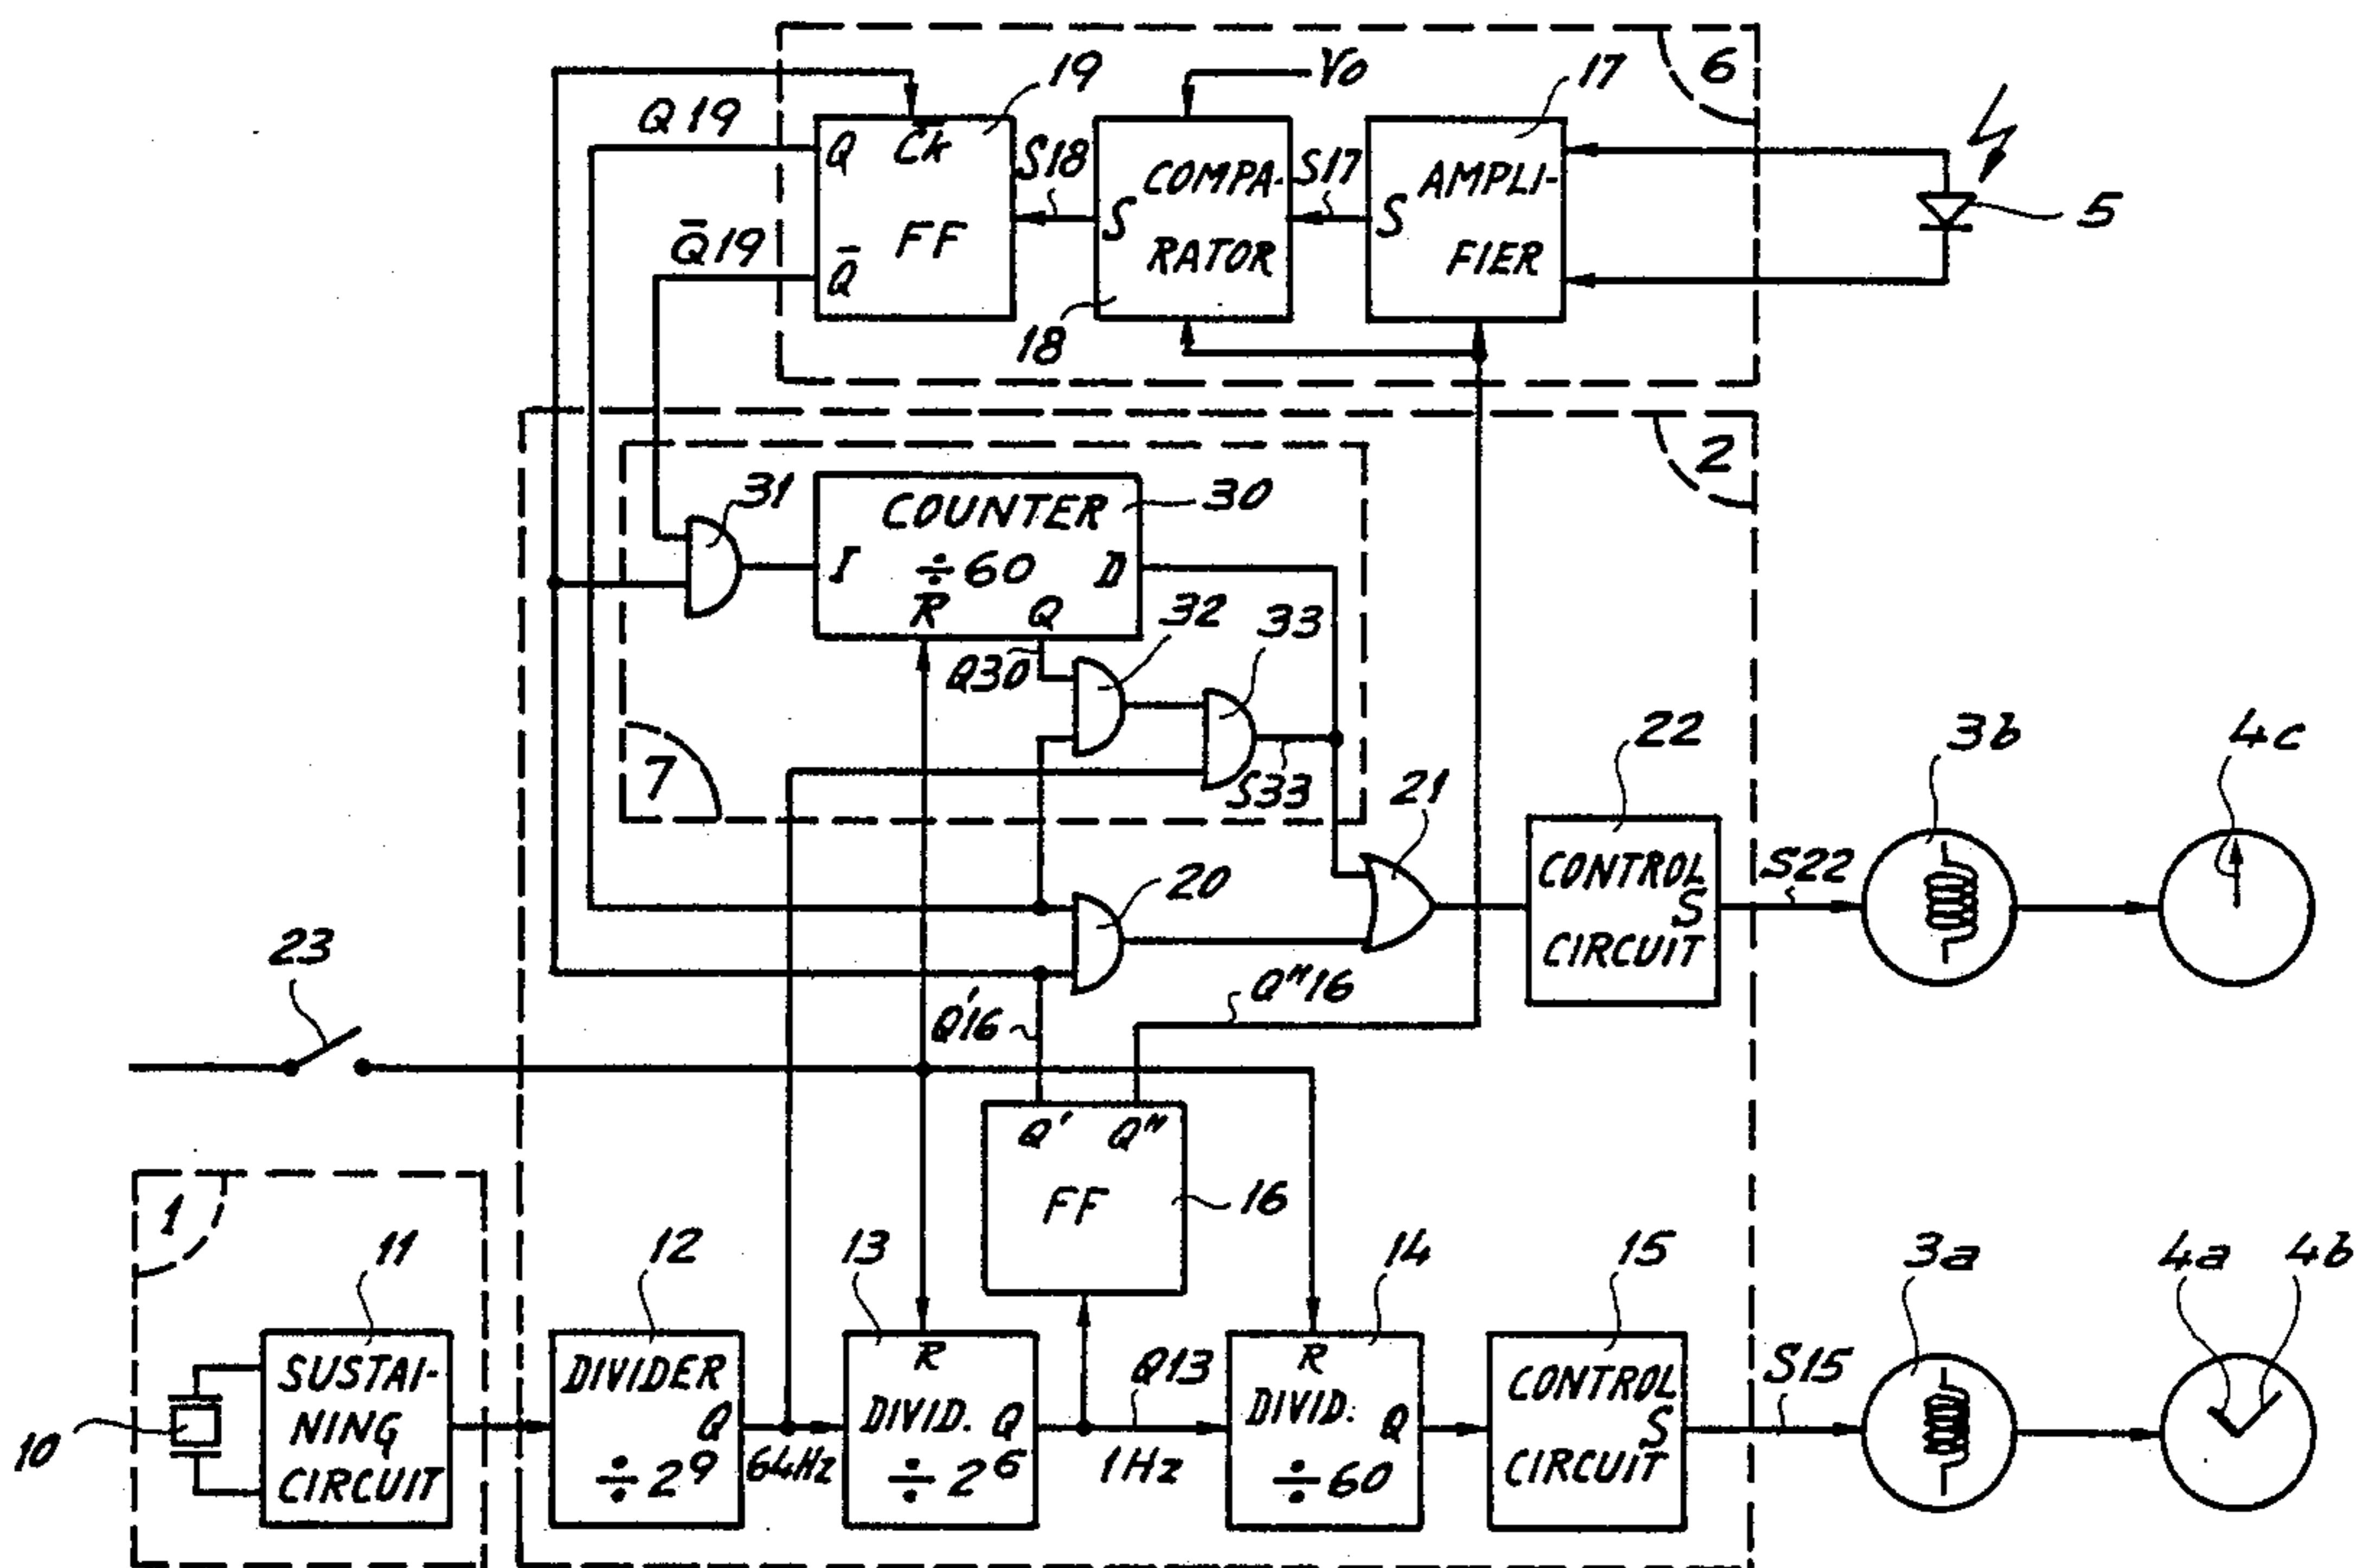 6
19
Vo
17
Q19
Q Ck
S18
COMPA-
S17
AMPLI-
S
S
5
FF
RATOR
FIER
Q̄19
Q̄
18
2
31
COUNTER
30
I ÷60 D
R Q
32
33
Q30
7
S33
21
22
3b
4c
20
CONTROL
S
CIRCUIT
S22
23
Q'16
Q"16
Q' Q"
FF
16
1
11
12
13
14
15
3a
4a
4b
SUSTAI-
NING
CIRCUIT
10
DIVIDER
Q
÷2⁹
64Hz
R
DIVID. Q
÷2⁶
Q13
1Hz
R
DIVID. Q
÷60
CONTROL
S
CIRCUIT
S15